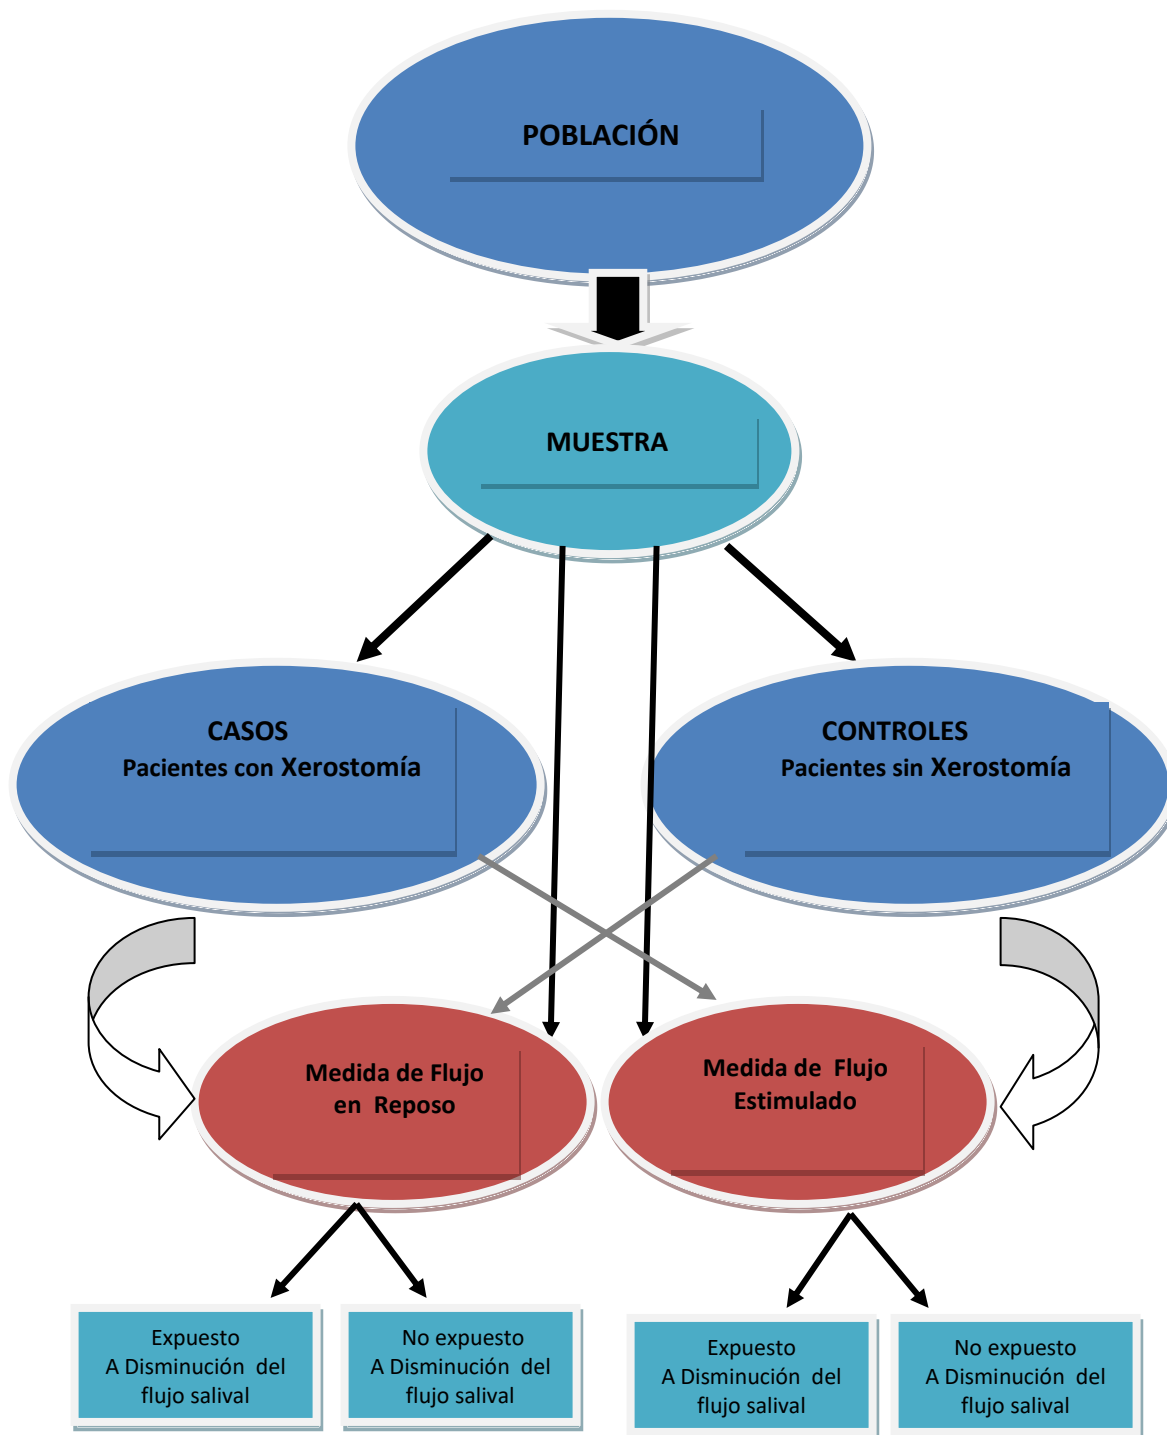 POBLACIÓN
MUESTRA
CASOS
Pacientes con Xerostomía
CONTROLES
Pacientes sin Xerostomía
Medida de Flujo
en Reposo
Medida de Flujo
Estimulado
Expuesto
A Disminución del
flujo salival
No expuesto
A Disminución del
flujo salival
Expuesto
A Disminución del
flujo salival
No expuesto
A Disminución del
flujo salival